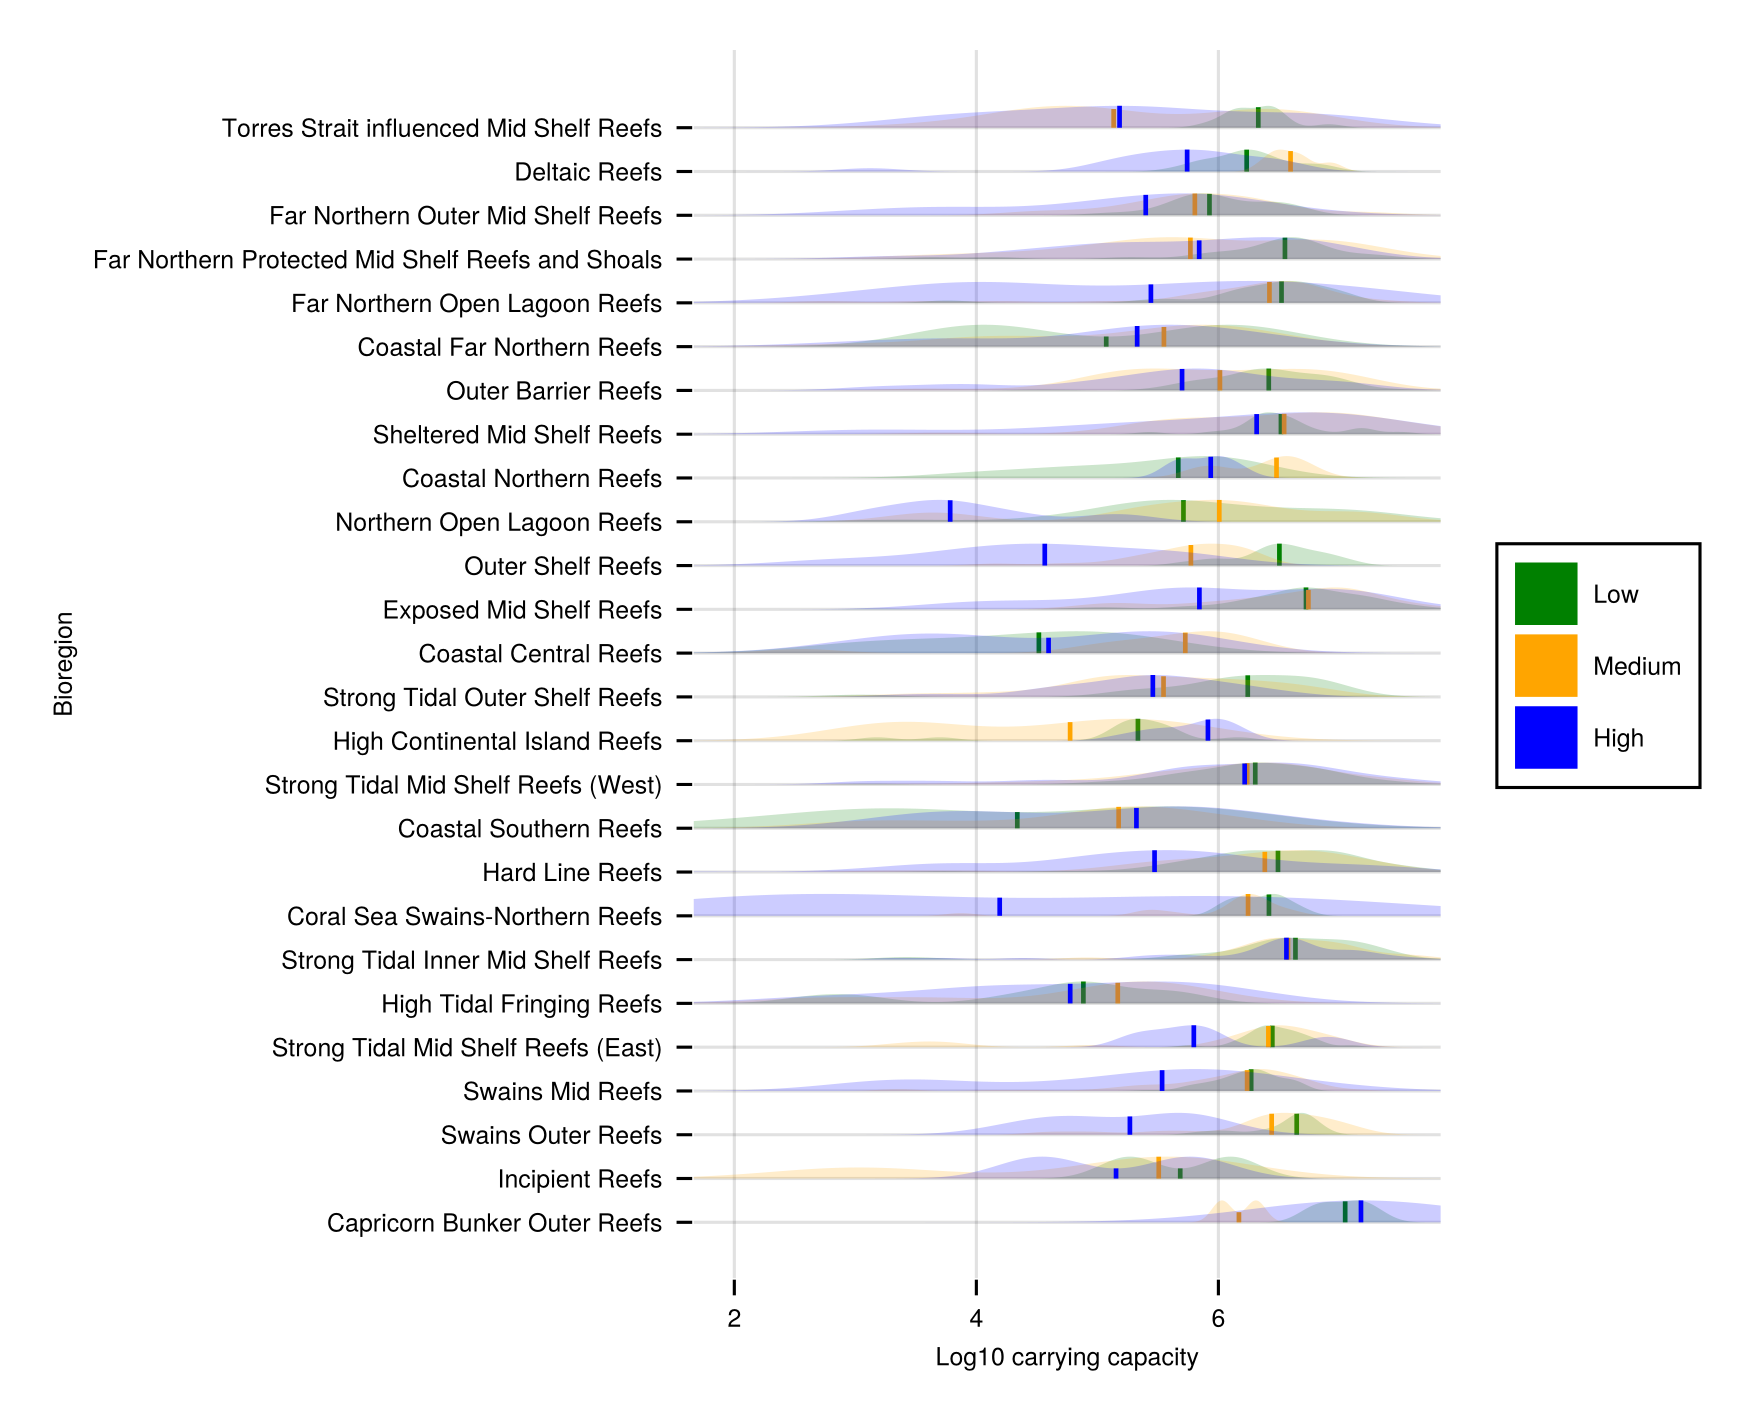 Torres Strait influenced Mid Shelf Reefs
Deltaic Reefs
Far Northern Outer Mid Shelf Reefs
Far Northern Protected Mid Shelf Reefs and Shoals
Far Northern Open Lagoon Reefs
Coastal Far Northern Reefs
Outer Barrier Reefs
Sheltered Mid Shelf Reefs
Coastal Northern Reefs
Northern Open Lagoon Reefs
Outer Shelf Reefs
Exposed Mid Shelf Reefs
Coastal Central Reefs
Strong Tidal Outer Shelf Reefs
High Continental Island Reefs
Strong Tidal Mid Shelf Reefs (West)
Coastal Southern Reefs
Hard Line Reefs
Coral Sea Swains-Northern Reefs
Strong Tidal Inner Mid Shelf Reefs
High Tidal Fringing Reefs
Strong Tidal Mid Shelf Reefs (East)
Swains Mid Reefs
Swains Outer Reefs
Incipient Reefs
Capricorn Bunker Outer Reefs
Bioregion
2 4 6
Log10 carrying capacity
Low
Medium
High